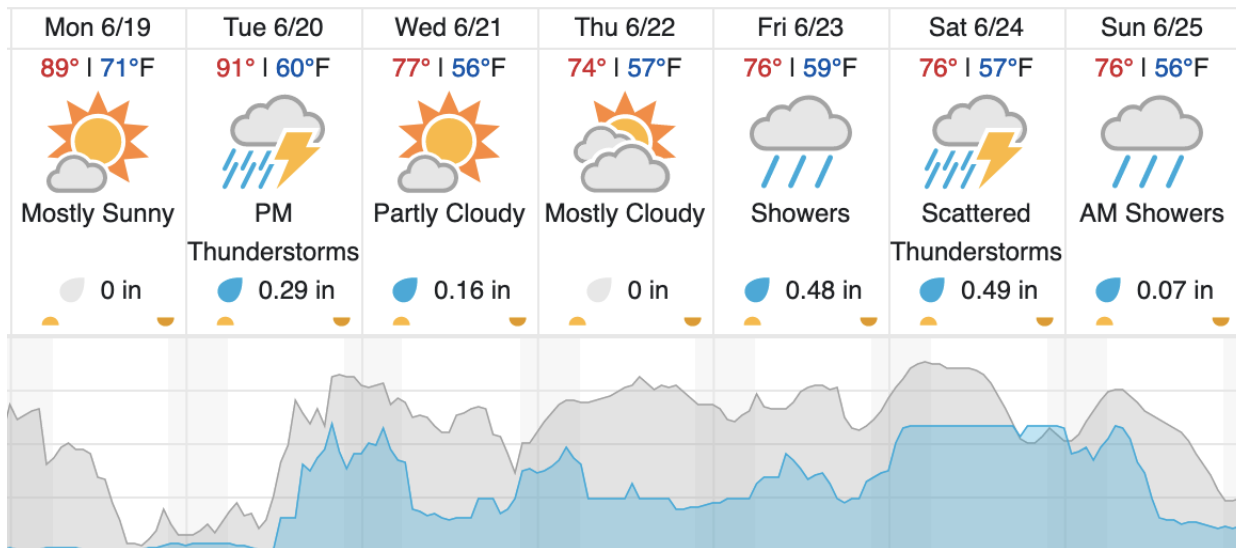 Mon 6/19 Tue 6/20 Wed 6/21 Thu 6/22 Fri 6/23 Sat 6/24 Sun 6/25
89° | 71°F 91° | 60°F 77° | 56°F 74° | 57°F 76° | 59°F 76° | 57°F 76° | 56°F
Mostly Sunny PM Partly Cloudy Mostly Cloudy Showers Scattered AM Showers
Thunderstorms Thunderstorms
0 in 0.29 in 0.16 in 0 in 0.48 in 0.49 in 0.07 in